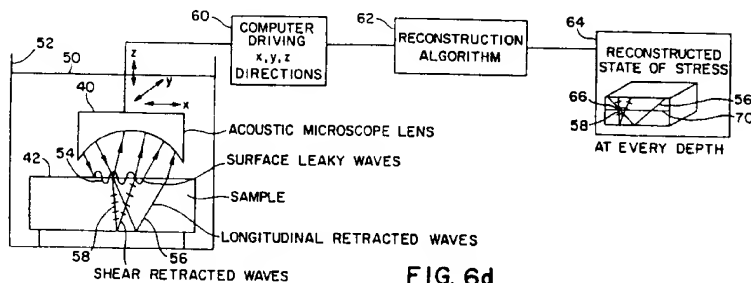 52
50
z
y
x
40
42
54
ACOUSTIC MICROSCOPE LENS
SURFACE LEAKY WAVES
SAMPLE
LONGITUDINAL RETRACTED WAVES
58
56
SHEAR RETRACTED WAVES
60
COMPUTER
DRIVING
x,y,z
DIRECTIONS
62
RECONSTRUCTION
ALGORITHM
64
RECONSTRUCTED
STATE OF STRESS
66
58
56
70
AT EVERY DEPTH
FIG. 6d